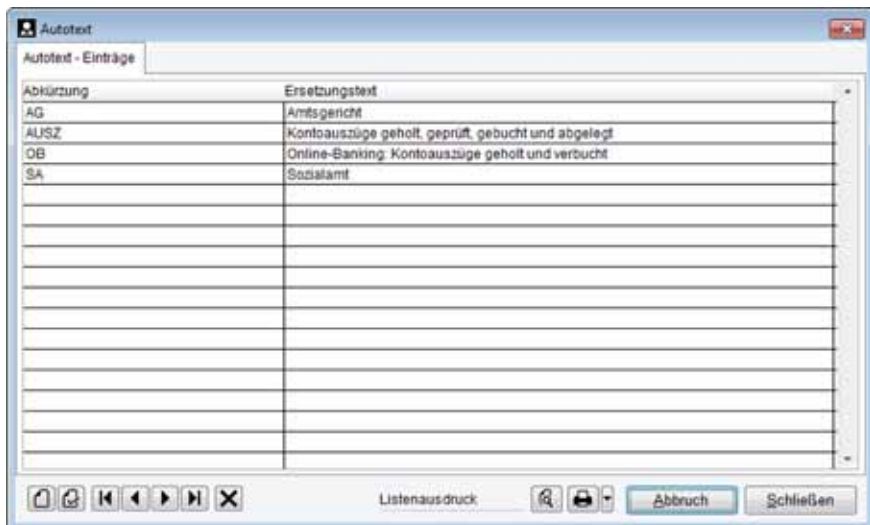 Autotext
Autotext - Einträge
Abkürzung Ersetzungstext
AG Amtsgericht
AUSZ Kontoauszüge geholt, geprüft, gebucht und abgelegt
OB Online-Banking: Kontoauszüge geholt und verbucht
SA Sozialamt
Listenausdruck Abbruch Schließen